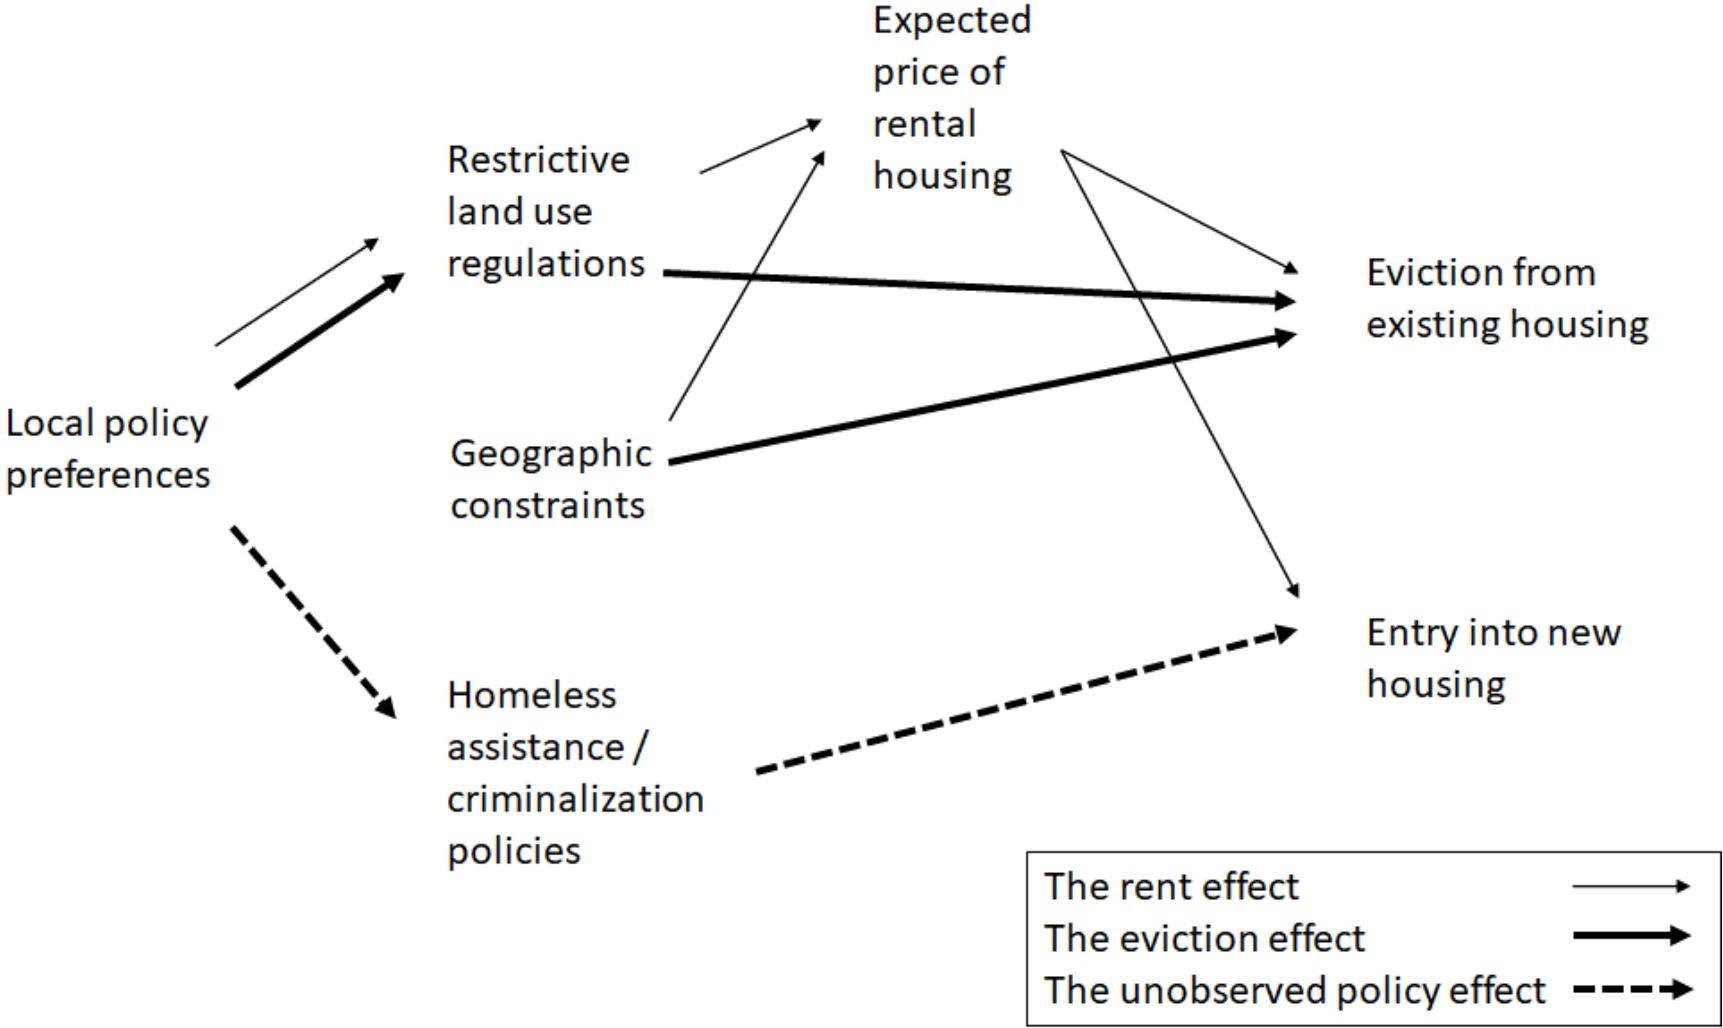 Expected
price of
rental
housing
Restrictive
land use
regulations
Eviction from
existing housing
Local policy
preferences
Geographic
constraints
Entry into new
housing
Homeless
assistance /
criminalization
policies
The rent effect
The eviction effect
The unobserved policy effect